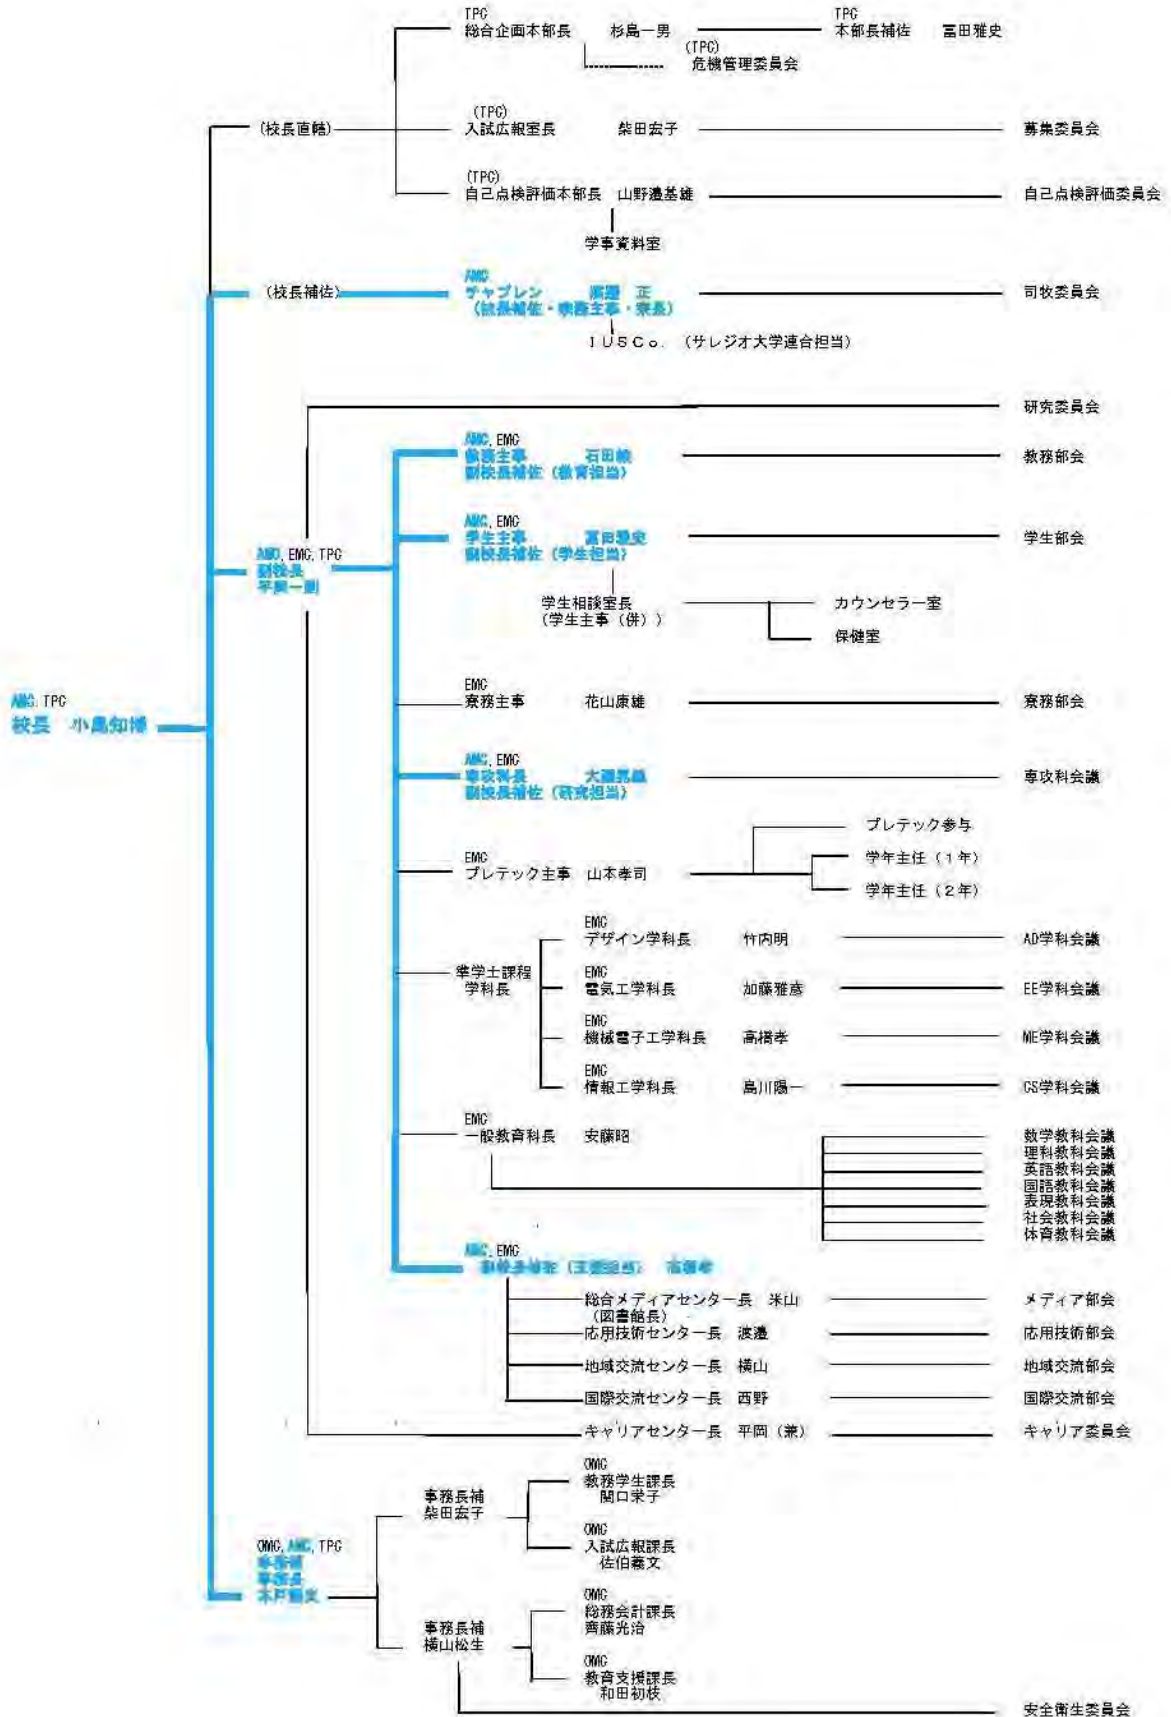 TPC
総合企画本部長 杉島一男
TPC
本部長補佐 冨田雅史
(TPC)
危機管理委員会
(校長直轄)
(TPC)
入試広報室長 柴田宏子
募集委員会
(TPC)
自己点検評価本部長 山野邉基雄
自己点検評価委員会
学事資料室
(校長補佐)
AMC
チャプレン 正
(校長補佐・宗務主事・寮長)
司牧委員会
IUSCo. (サレジオ大学連合担当)
研究委員会
AMC, EMC
教務主事
副校長補佐 (教育担当)
教務部会
AMC, EMC
学生主事 冨田雅史
副校長補佐 (学生担当)
学生部会
AMC, EMC, TPC
副校長
学生相談室長
(学生主事 (併) )
カウンセラー室
保健室
EMC
寮務主事 花山康雄
寮務部会
AMC, TPC
校長 小島知博
AMC, EMC
専攻科長
副校長補佐 (研究担当)
専攻科会議
EMC
プレテック主事 山本孝司
プレテック参与
学年主任 (1年)
学年主任 (2年)
準学士課程
学科長
EMC
デザイン学科長 竹内明
AD学科会議
EMC
電気工学科長 加藤雅彦
EE学科会議
EMC
機械電子工学科長 高橋孝
ME学科会議
EMC
情報工学科長 島川陽一
CS学科会議
EMC
一般教育科長 安藤昭
数学教科会議
理科教科会議
英語教科会議
国語教科会議
表現教科会議
社会教科会議
体育教科会議
AMC, EMC
副校長補佐
総合メディアセンター長 米山
(図書館長)
メディア部会
応用技術センター長 渡邉
応用技術部会
地域交流センター長 横山
地域交流部会
国際交流センター長 西野
国際交流部会
キャリアセンター長 平岡 (兼)
キャリア委員会
事務長補
柴田宏子
OMC
教務学生課長
関口栄子
OMC
入試広報課長
佐伯義文
OMC, AMC, TPC
事務長
OMC
総務会計課長
齊藤光治
事務長補
横山松生
OMC
教育支援課長
和田初枝
安全衛生委員会